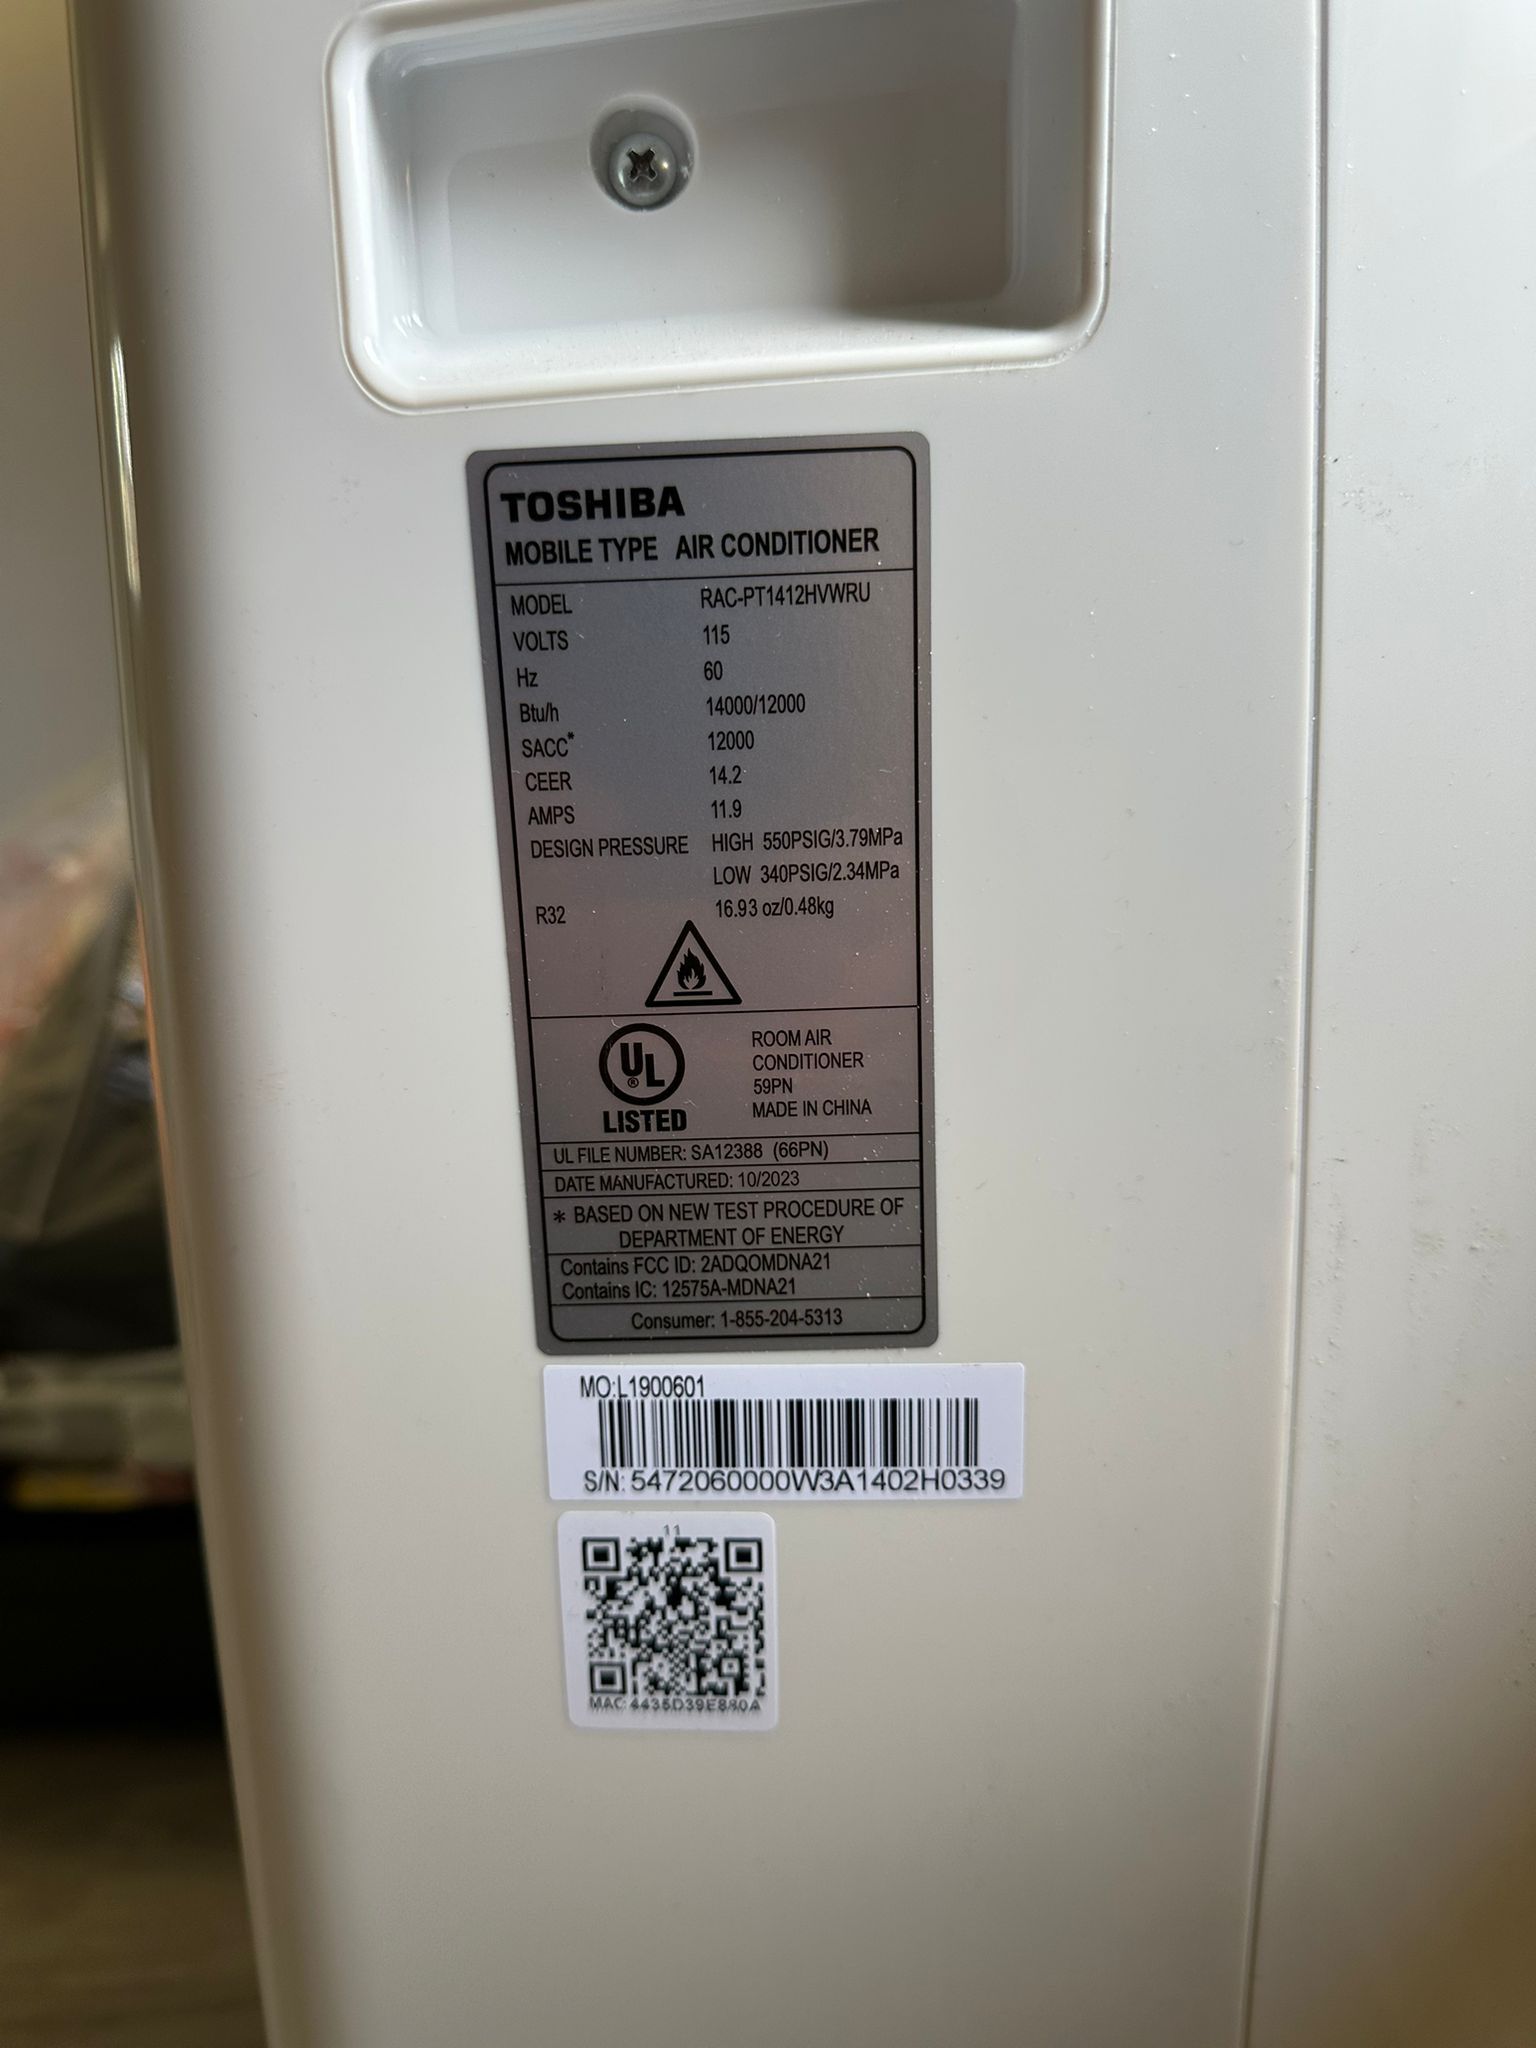 TOSHIBA
MOBILE TYPE AIR CONDITIONER
MODEL RAC-PT1412HVWRU
VOLTS 115
Hz 60
Btu/h 14000/12000
SACC* 12000
CEER 14.2
AMPS 11.9
DESIGN PRESSURE HIGH 550PSIG/3.79MPa
LOW 340PSIG/2.34MPa
R32 16.93 oz/0.48kg
UL
®
LISTED
ROOM AIR
CONDITIONER
59PN
MADE IN CHINA
UL FILE NUMBER: SA12388 (66PN)
DATE MANUFACTURED: 10/2023
* BASED ON NEW TEST PROCEDURE OF
DEPARTMENT OF ENERGY
Contains FCC ID: 2ADQOMDNA21
Contains IC: 12575A-MDNA21
Consumer: 1-855-204-5313
MO:L1900601
S/N: 5472060000W3A1402H0339
11
MAC:4435D39E880A